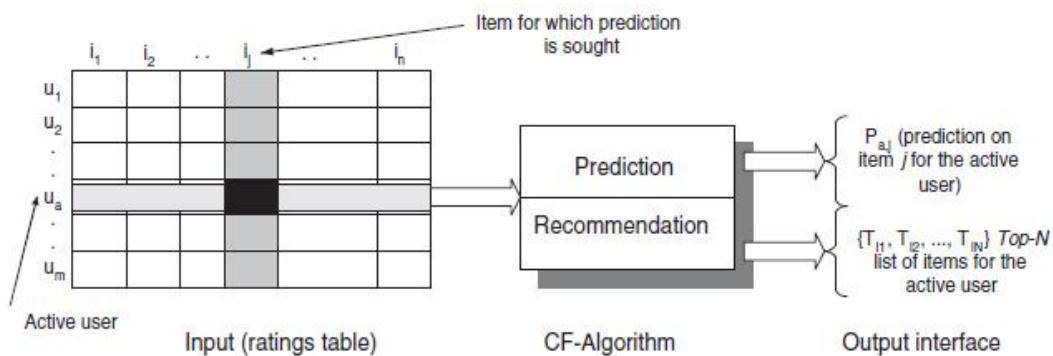 Item for which prediction
is sought
i1 i2 . . ij . . in
u1
u2
.
.
ua
.
.
um
Active user
Prediction
Recommendation
Pa,j (prediction on
item j for the active
user)
{TI1, TI2, ..., TIN} Top-N
list of items for the
active user
Input (ratings table) CF-Algorithm Output interface